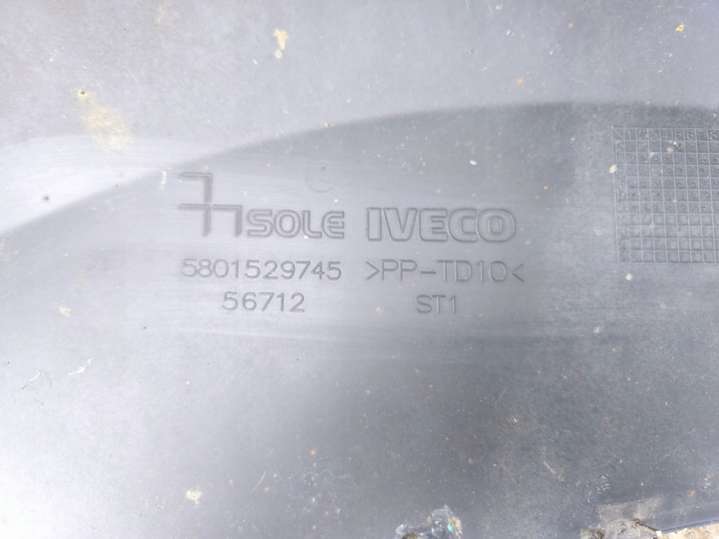 SOLE IVECO
5801529745 >PP-TD10<
56712 ST1